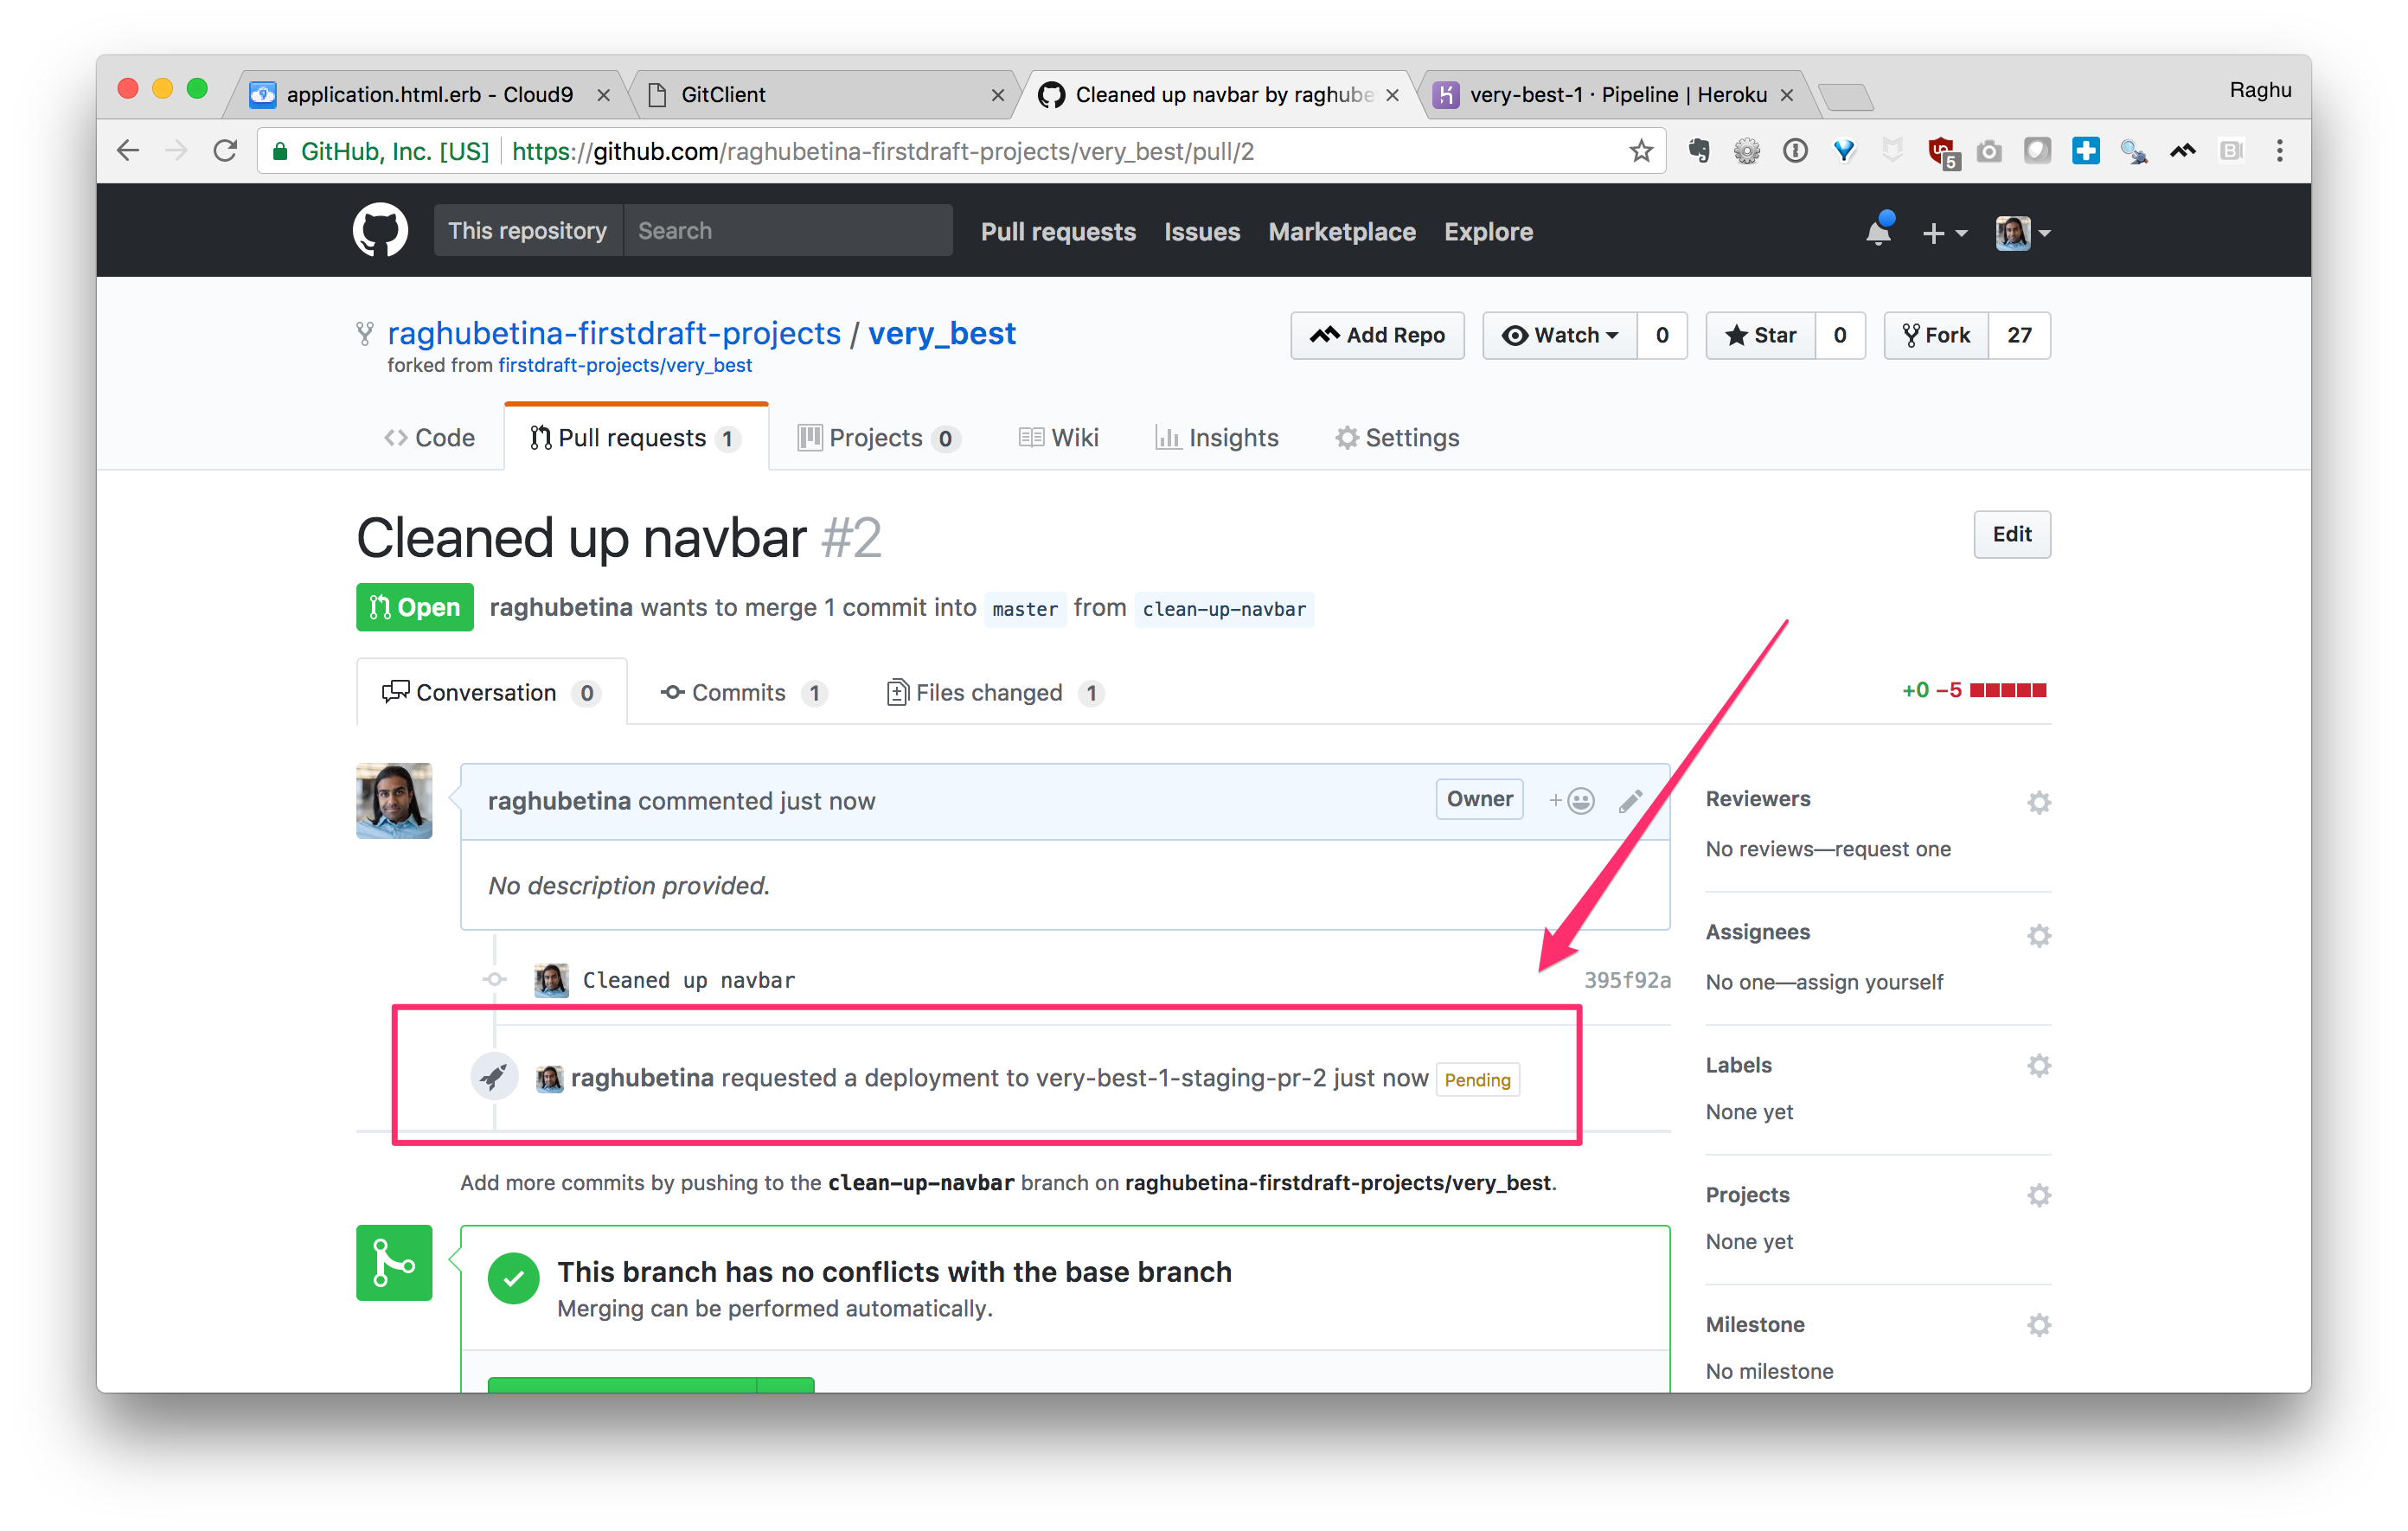 application.html.erb - Cloud9
GitClient
Cleaned up navbar by raghube
very-best-1 · Pipeline | Heroku
Raghu
GitHub, Inc. [US]
https://github.com/raghubetina-firstdraft-projects/very_best/pull/2
5
This repository
Search
Pull requests
Issues
Marketplace
Explore
raghubetina-firstdraft-projects / very_best
forked from firstdraft-projects/very_best
Add Repo
Watch 0
Star 0
Fork 27
Code
Pull requests 1
Projects 0
Wiki
Insights
Settings
Cleaned up navbar #2
Edit
Open
raghubetina wants to merge 1 commit into master from clean-up-navbar
Conversation 0
Commits 1
Files changed 1
+0 −5
raghubetina commented just now
Owner
No description provided.
Cleaned up navbar
395f92a
raghubetina requested a deployment to very-best-1-staging-pr-2 just now Pending
Add more commits by pushing to the clean-up-navbar branch on raghubetina-firstdraft-projects/very_best.
This branch has no conflicts with the base branch
Merging can be performed automatically.
Reviewers
No reviews—request one
Assignees
No one—assign yourself
Labels
None yet
Projects
None yet
Milestone
No milestone